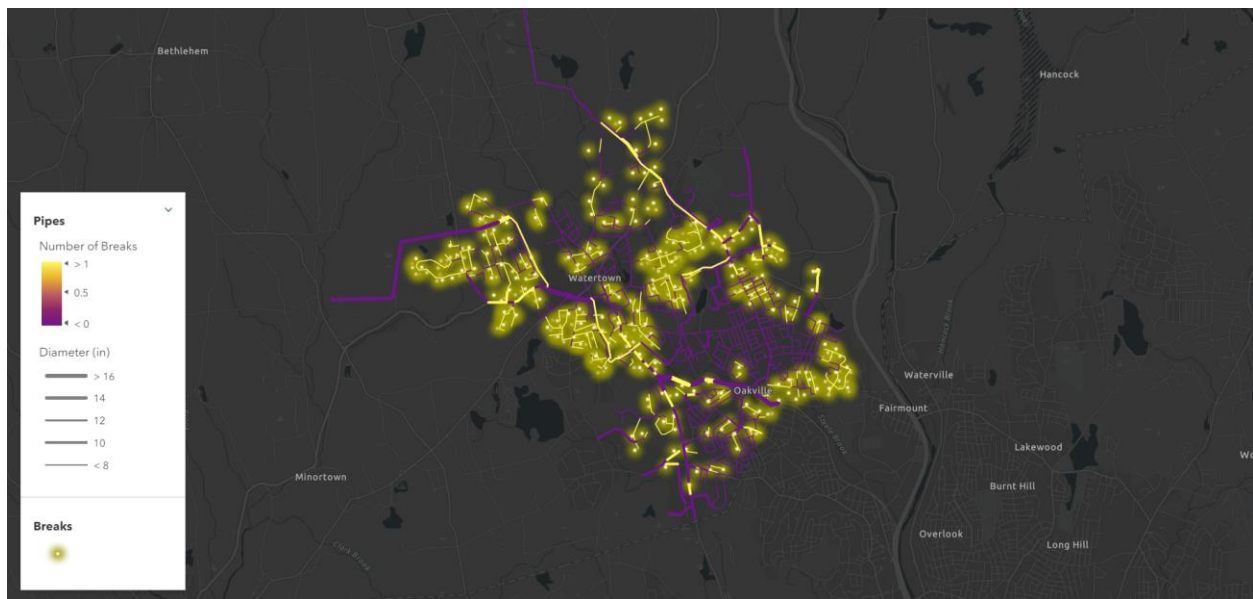 Bethlehem
Hancock
Pipes
Number of Breaks
> 1
0.5
< 0
Diameter (in)
> 16
14
12
10
< 8
Breaks
Watertown
Oakville
Waterville
Fairmount
Lakewood
Wo
Minortown
Burnt Hill
Overlook
Long Hill